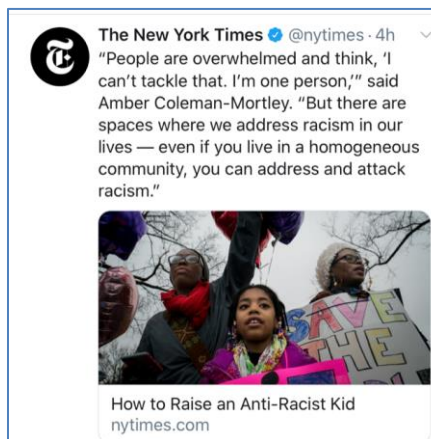 The New York Times @nytimes · 4h
“People are overwhelmed and think, ‘I
can’t tackle that. I’m one person,’” said
Amber Coleman-Mortley. “But there are
spaces where we address racism in our
lives — even if you live in a homogeneous
community, you can address and attack
racism.”
SAVE
THE
How to Raise an Anti-Racist Kid
nytimes.com